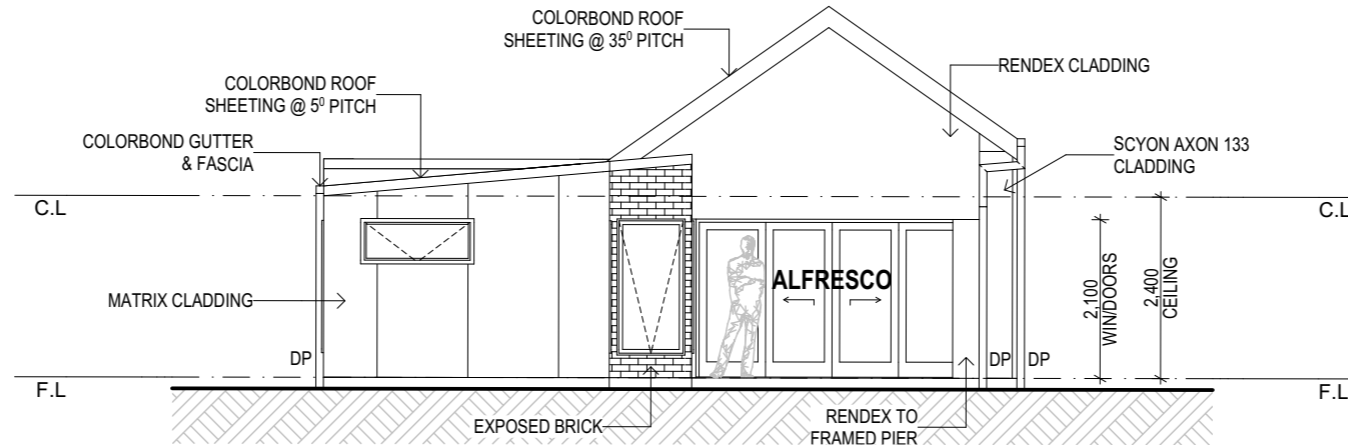 COLORBOND ROOF
SHEETING @ 35⁰ PITCH
RENDEX CLADDING
COLORBOND ROOF
SHEETING @ 5⁰ PITCH
COLORBOND GUTTER
& FASCIA
SCYON AXON 133
CLADDING
C.L
C.L
2,100
WIN/DOORS
2,400
CEILING
ALFRESCO
MATRIX CLADDING
DP
DP
DP
F.L
F.L
EXPOSED BRICK
RENDEX TO
FRAMED PIER